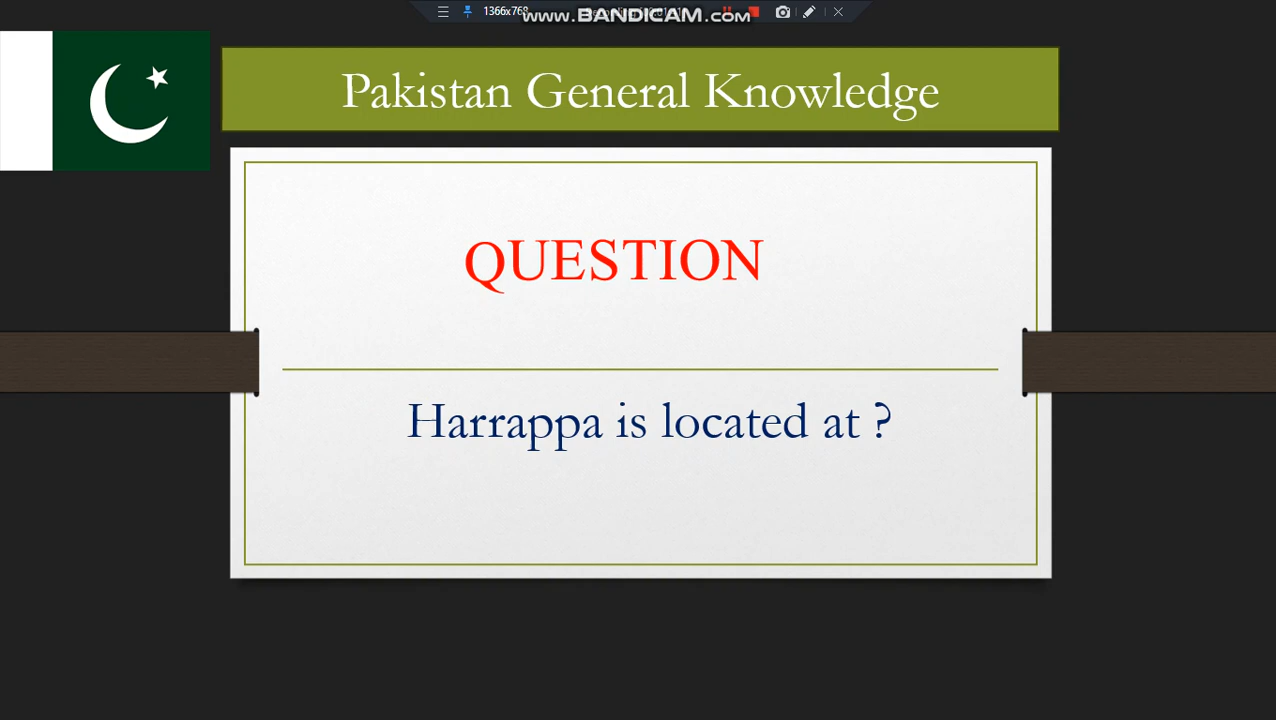 1366x768
www.BANDICAM.com
Pakistan General Knowledge
QUESTION
Harrappa is located at ?